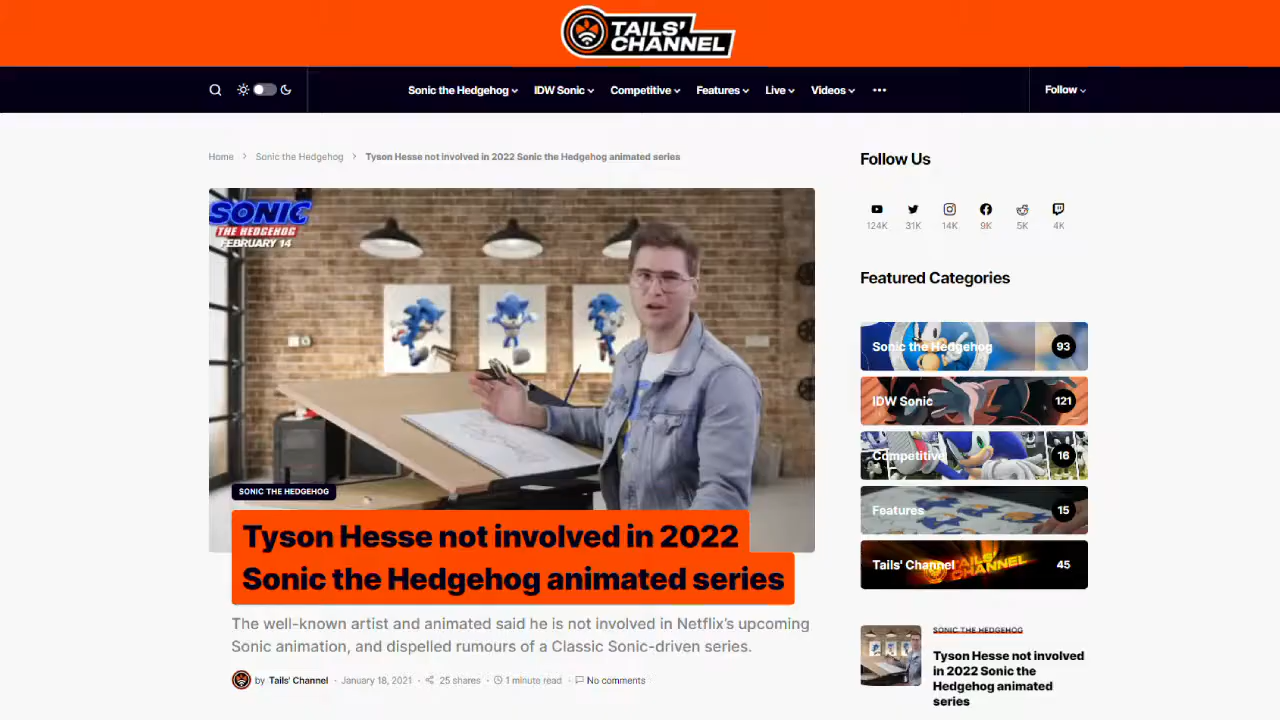 TAILS'
CHANNEL
Sonic the Hedgehog IDW Sonic Competitive Features Live Videos ••• Follow
Home > Sonic the Hedgehog > Tyson Hesse not involved in 2022 Sonic the Hedgehog animated series
Follow Us
124K 31K 14K 9K 5K 4K
SONIC
THE HEDGEHOG
FEBRUARY 14
Featured Categories
Sonic the Hedgehog 93
IDW Sonic 121
Competitive 16
Features 15
TAILS'
CHANNEL
Tails' Channel 45
SONIC THE HEDGEHOG
Tyson Hesse not involved in 2022
Sonic the Hedgehog animated series
The well-known artist and animated said he is not involved in Netflix's upcoming
Sonic animation, and dispelled rumours of a Classic Sonic-driven series.
by Tails' Channel · January 18, 2021 · 25 shares · 1 minute read · No comments
SONIC THE HEDGEHOG
Tyson Hesse not involved
in 2022 Sonic the
Hedgehog animated
series